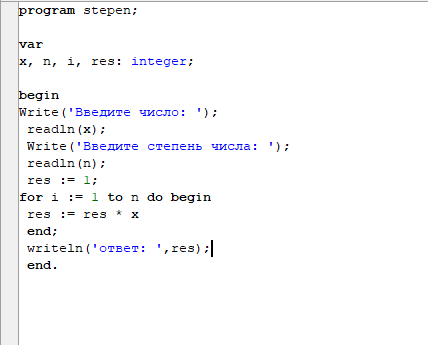 program stepen;
var
x, n, i, res: integer;
begin
Write('Введите число: ');
readln(x);
Write('Введите степень числа: ');
readln(n);
res := 1;
for i := 1 to n do begin
res := res * x
end;
writeln('ответ: ',res);
end.